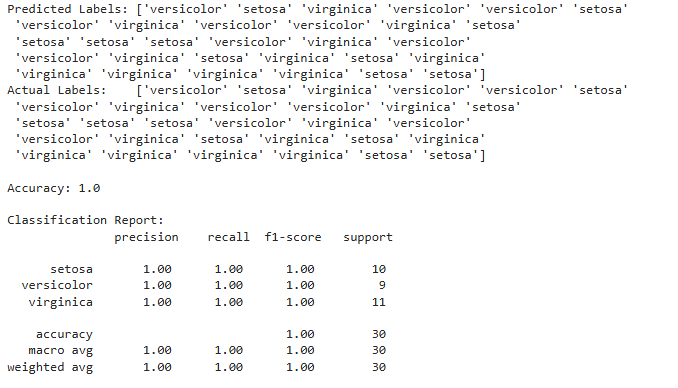 Predicted Labels: ['versicolor' 'setosa' 'virginica' 'versicolor' 'versicolor' 'setosa'
 'versicolor' 'virginica' 'versicolor' 'versicolor' 'virginica' 'setosa'
 'setosa' 'setosa' 'setosa' 'versicolor' 'virginica' 'versicolor'
 'versicolor' 'virginica' 'setosa' 'virginica' 'setosa' 'virginica'
 'virginica' 'virginica' 'virginica' 'virginica' 'setosa' 'setosa']
Actual Labels:    ['versicolor' 'setosa' 'virginica' 'versicolor' 'versicolor' 'setosa'
 'versicolor' 'virginica' 'versicolor' 'versicolor' 'virginica' 'setosa'
 'setosa' 'setosa' 'setosa' 'versicolor' 'virginica' 'versicolor'
 'versicolor' 'virginica' 'setosa' 'virginica' 'setosa' 'virginica'
 'virginica' 'virginica' 'virginica' 'virginica' 'setosa' 'setosa']
Accuracy: 1.0
Classification Report:
               precision    recall  f1-score   support
      setosa       1.00      1.00      1.00        10
  versicolor       1.00      1.00      1.00         9
   virginica       1.00      1.00      1.00        11
    accuracy                           1.00        30
   macro avg       1.00      1.00      1.00        30
weighted avg       1.00      1.00      1.00        30